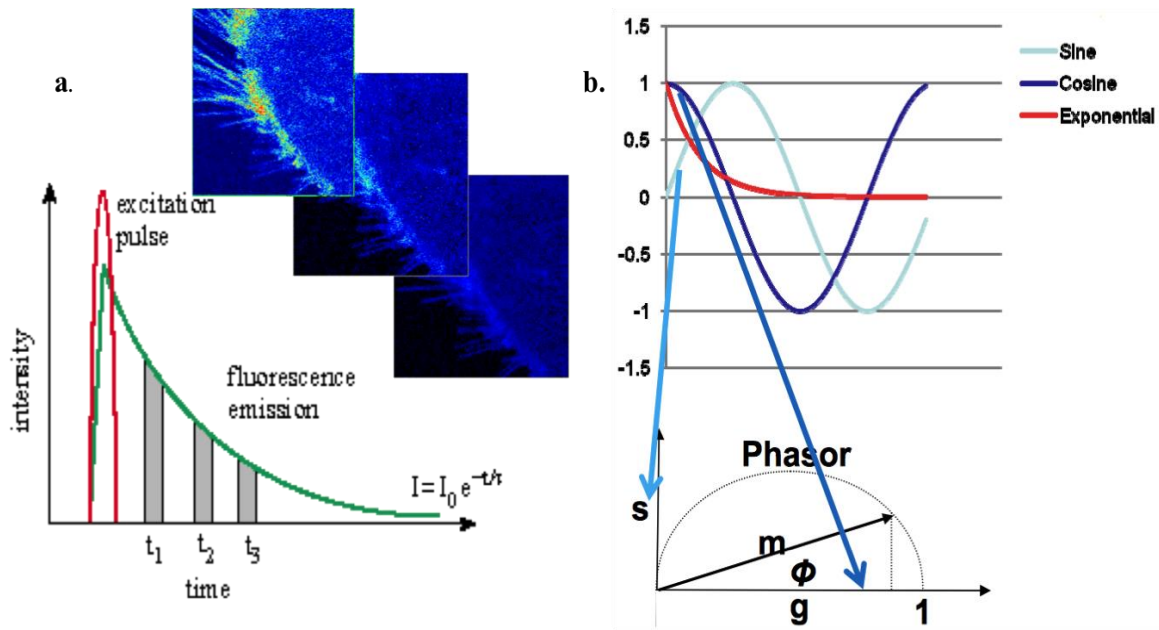 a.
excitation
pulse
intensity
fluorescence
emission
I = I₀ e⁻ᵗ/ᵗ
t₁ t₂ t₃
time
b.
1.5
1
0.5
0
-0.5
-1
-1.5
Sine
Cosine
Exponential
Phasor
s
m
Φ
g 1